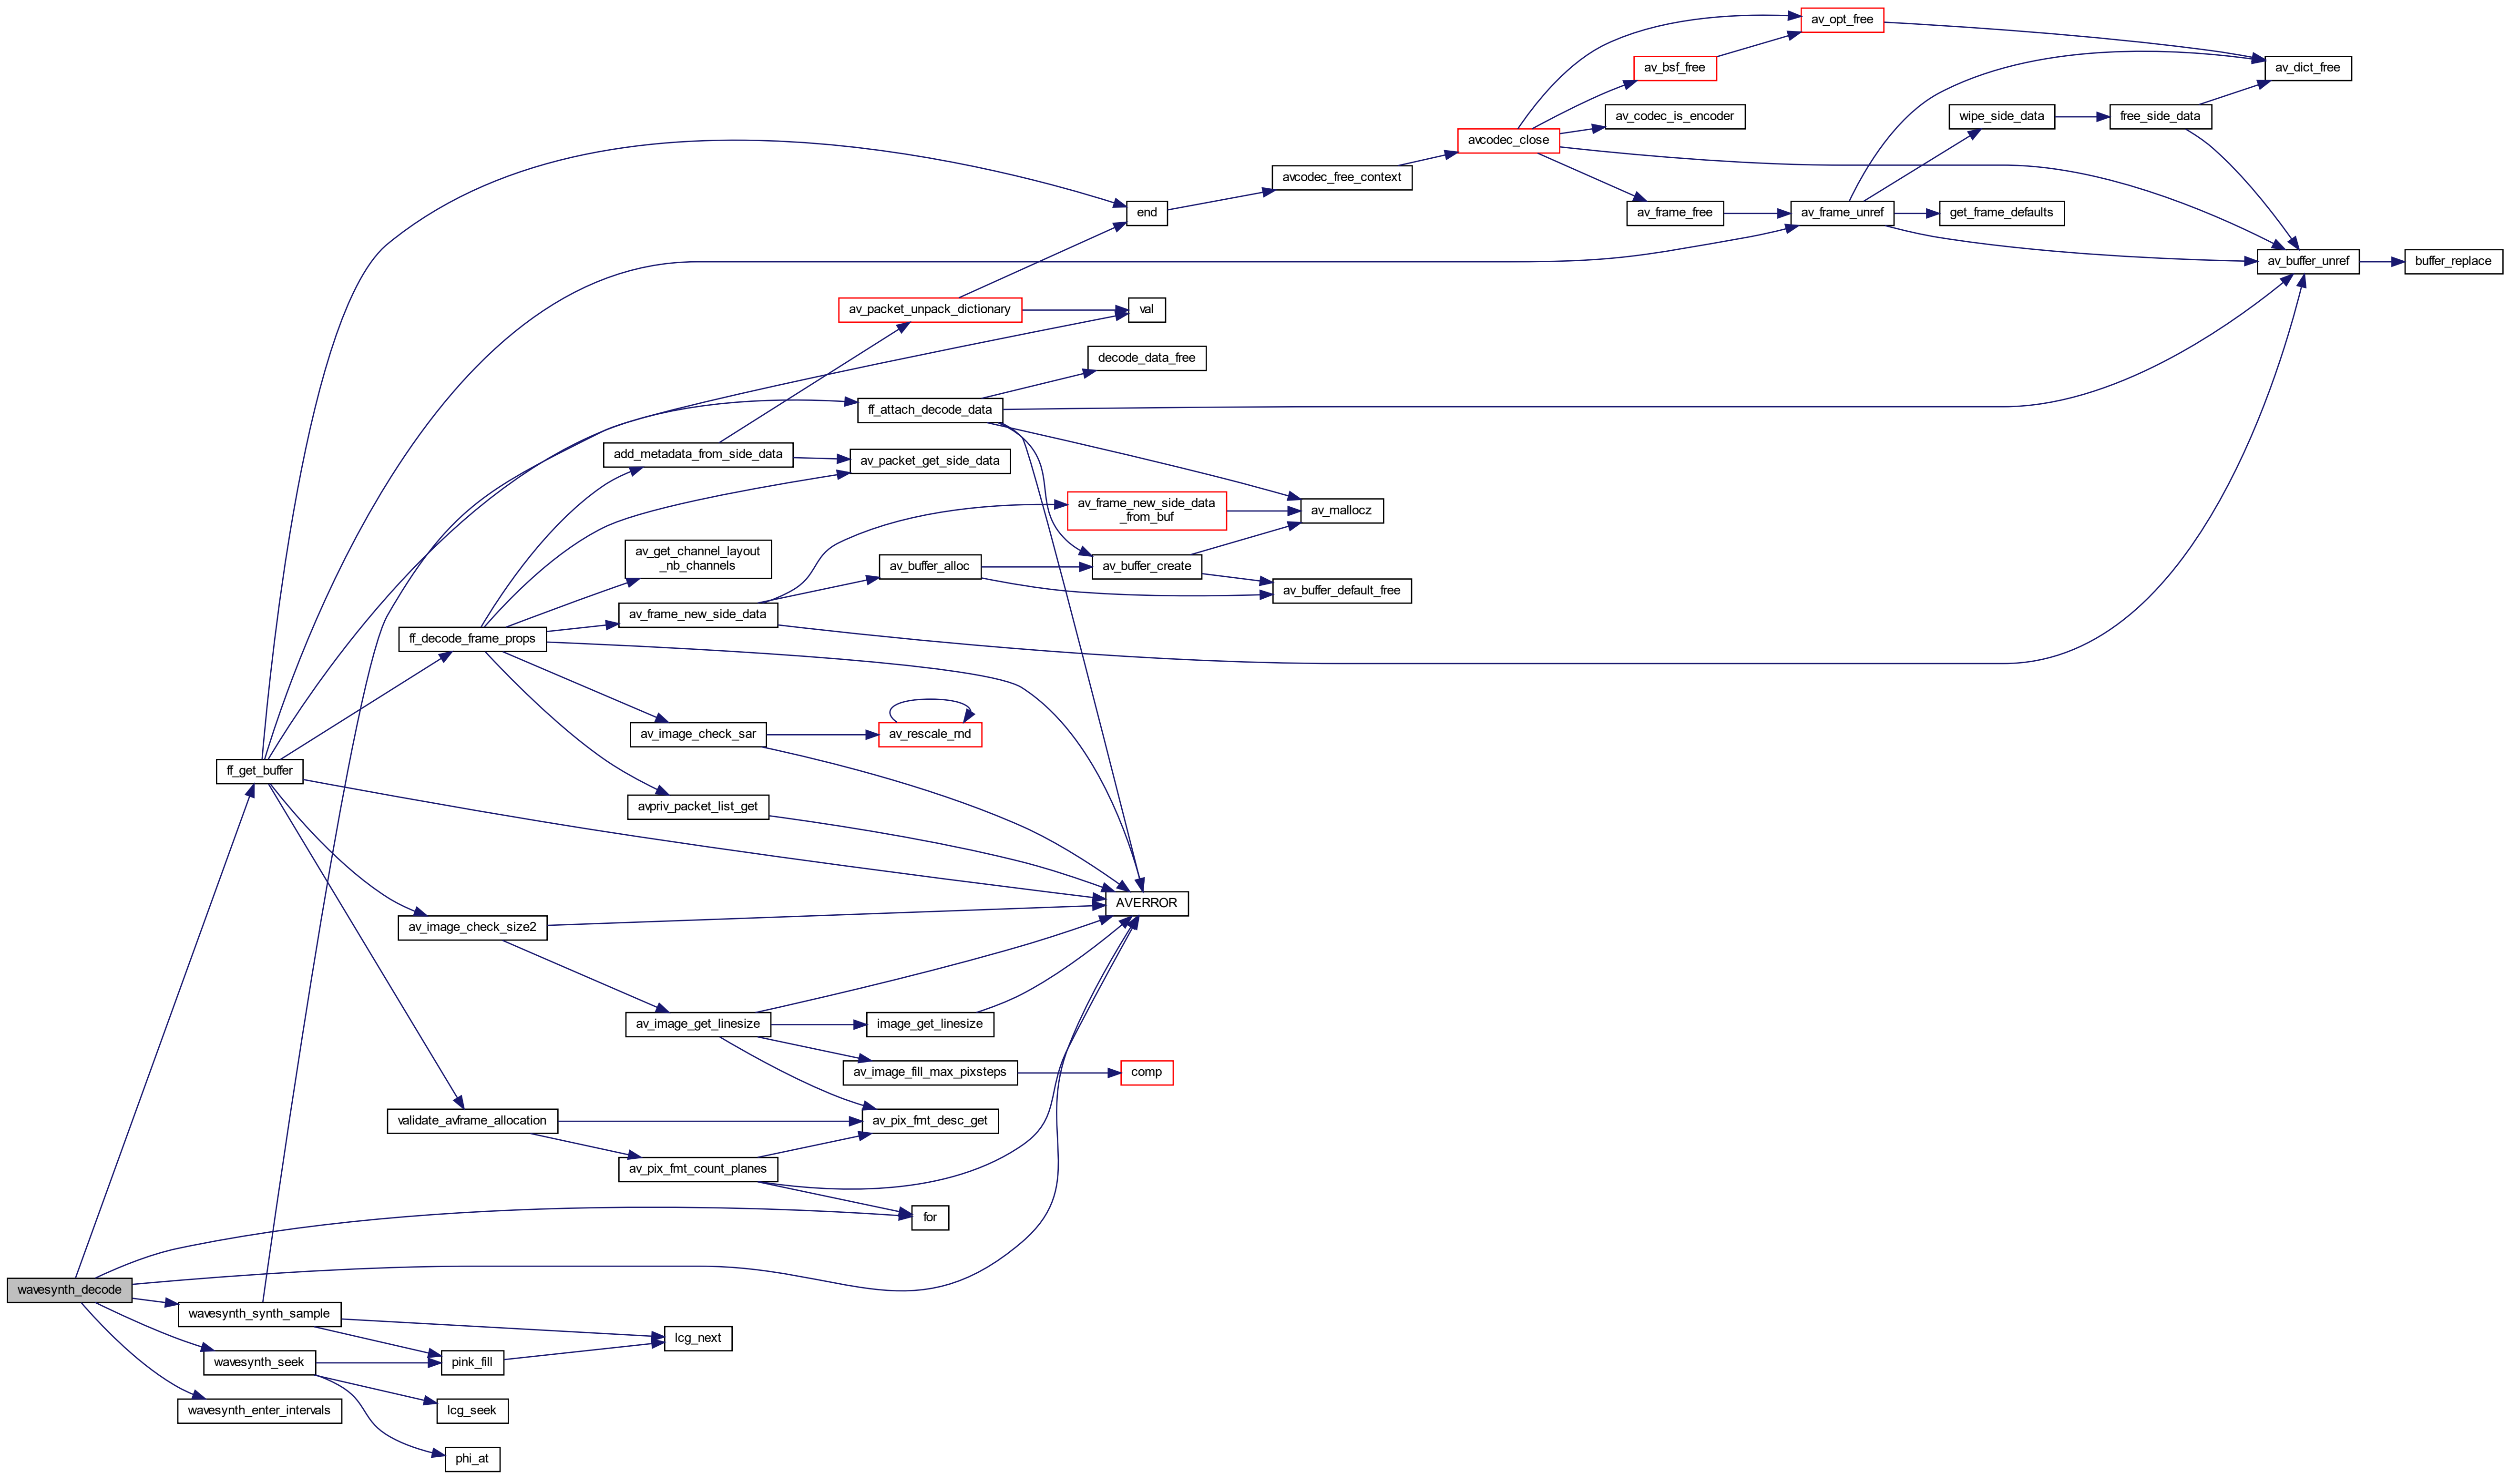 av_opt_free
av_bsf_free
av_dict_free
av_codec_is_encoder
wipe_side_data
free_side_data
avcodec_close
avcodec_free_context
end
av_frame_free
av_frame_unref
get_frame_defaults
av_buffer_unref
buffer_replace
av_packet_unpack_dictionary
val
decode_data_free
ff_attach_decode_data
add_metadata_from_side_data
av_packet_get_side_data
av_frame_new_side_data
_from_buf
av_mallocz
av_get_channel_layout
_nb_channels
av_buffer_alloc
av_buffer_create
av_buffer_default_free
av_frame_new_side_data
ff_decode_frame_props
av_image_check_sar
av_rescale_rnd
ff_get_buffer
avpriv_packet_list_get
AVERROR
av_image_check_size2
av_image_get_linesize
image_get_linesize
av_image_fill_max_pixsteps
comp
validate_avframe_allocation
av_pix_fmt_desc_get
av_pix_fmt_count_planes
for
wavesynth_decode
wavesynth_synth_sample
lcg_next
wavesynth_seek
pink_fill
wavesynth_enter_intervals
lcg_seek
phi_at